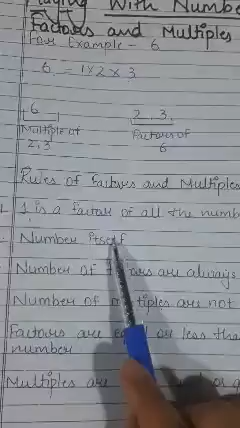 Playing With Number
Factors and Multiples
For Example - 6
6 = 1 × 2 × 3
6 2, 3,
Multiple of Factors of
2, 3 6
Rules of Factors and Multiples
1 is a factor of all the numb
Number itself
Number of are always
Number of are not
Factors are or less tha
number
Multiples are